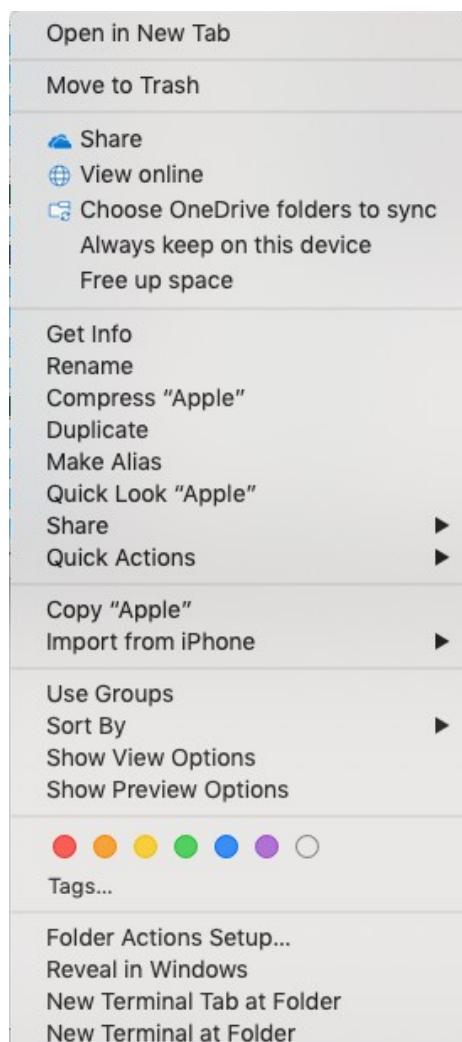 Open in New Tab
Move to Trash
Share
View online
Choose OneDrive folders to sync
Always keep on this device
Free up space
Get Info
Rename
Compress “Apple”
Duplicate
Make Alias
Quick Look “Apple”
Share
Quick Actions
Copy “Apple”
Import from iPhone
Use Groups
Sort By
Show View Options
Show Preview Options
Tags...
Folder Actions Setup...
Reveal in Windows
New Terminal Tab at Folder
New Terminal at Folder